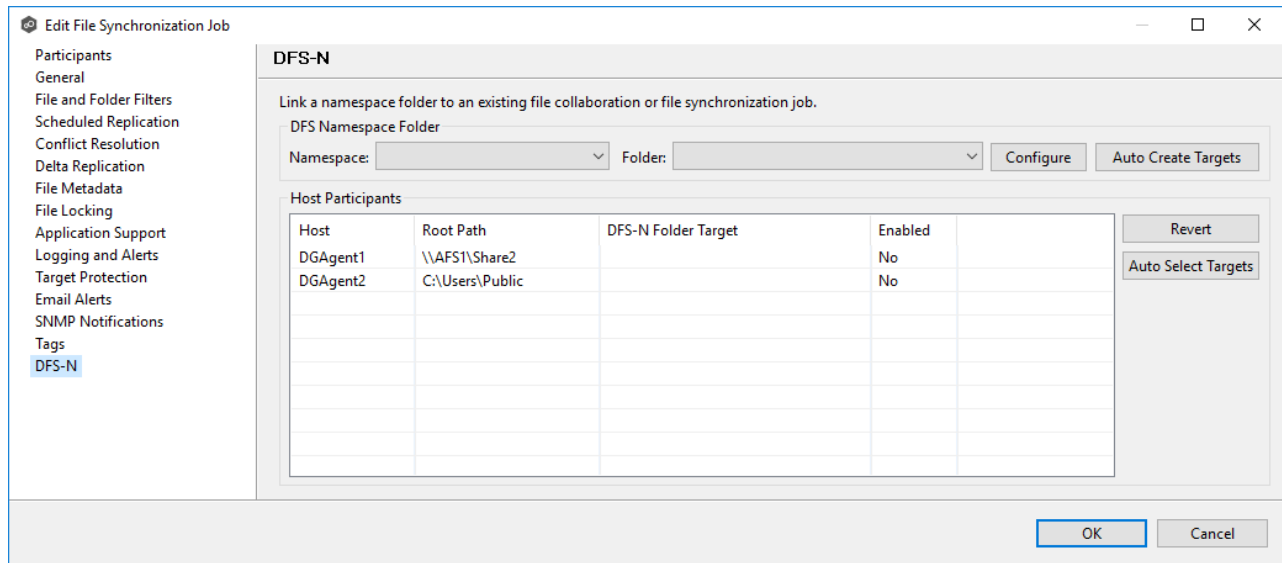 Edit File Synchronization Job
Participants
General
File and Folder Filters
Scheduled Replication
Conflict Resolution
Delta Replication
File Metadata
File Locking
Application Support
Logging and Alerts
Target Protection
Email Alerts
SNMP Notifications
Tags
DFS-N
DFS-N
Link a namespace folder to an existing file collaboration or file synchronization job.
DFS Namespace Folder
Namespace: Folder: Configure Auto Create Targets
Host Participants
Host Root Path DFS-N Folder Target Enabled
DGAgent1 \\AFS1\Share2 No
DGAgent2 C:\Users\Public No
Revert
Auto Select Targets
OK Cancel